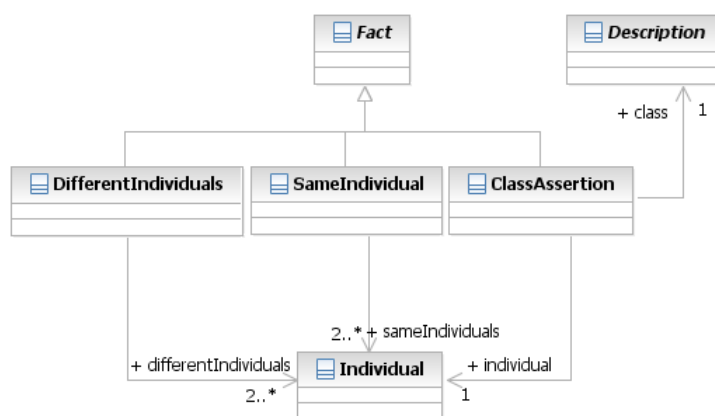 Fact
Description
+ class
1
DifferentIndividuals
SameIndividual
ClassAssertion
2..*
+ sameIndividuals
+ differentIndividuals
2..*
Individual
+ individual
1